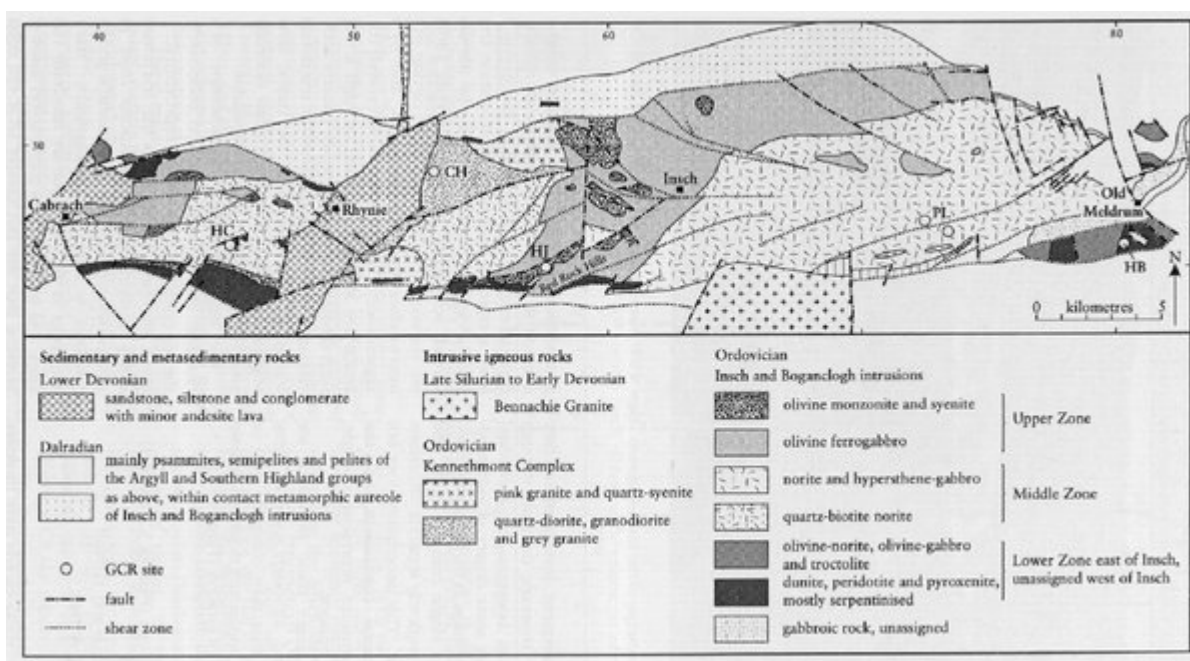 40
60
80
30
CH
Insch
Cabrach
Rhynie
HC
PL
Old
Meldrum
HI
Red Rock Hills
HB
N
0 kilometres 5
50
Sedimentary and metasedimentary rocks
Lower Devonian
sandstone, siltstone and conglomerate
with minor andesite lava
Dalradian
mainly psammites, semipelites and pelites of
the Argyll and Southern Highland groups
as above, within contact metamorphic aureole
of Insch and Boganclogh intrusions
GCR site
fault
shear zone
Intrusive igneous rocks
Late Silurian to Early Devonian
Bennachie Granite
Ordovician
Kennethmont Complex
pink granite and quartz-syenite
quartz-diorite, granodiorite
and grey granite
Ordovician
Insch and Boganclogh intrusions
olivine monzonite and syenite
olivine ferrogabbro
Upper Zone
norite and hypersthene-gabbro
quartz-biotite norite
Middle Zone
olivine-norite, olivine-gabbro
and troctolite
dunite, peridotite and pyroxenite,
mostly serpentinised
Lower Zone east of Insch,
unassigned west of Insch
gabbroic rock, unassigned